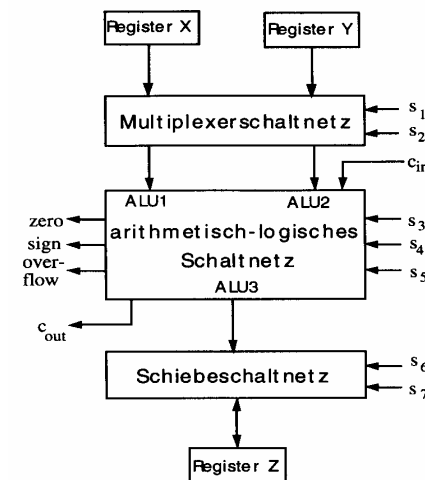 Register X
Register Y
Multiplexerschaltnetz
s1
s2
cin
ALU1
ALU2
arithmetisch-logisches
Schaltnetz
ALU3
zero
sign
over-
flow
s3
s4
s5
cout
Schiebeschaltnetz
s6
s7
Register Z